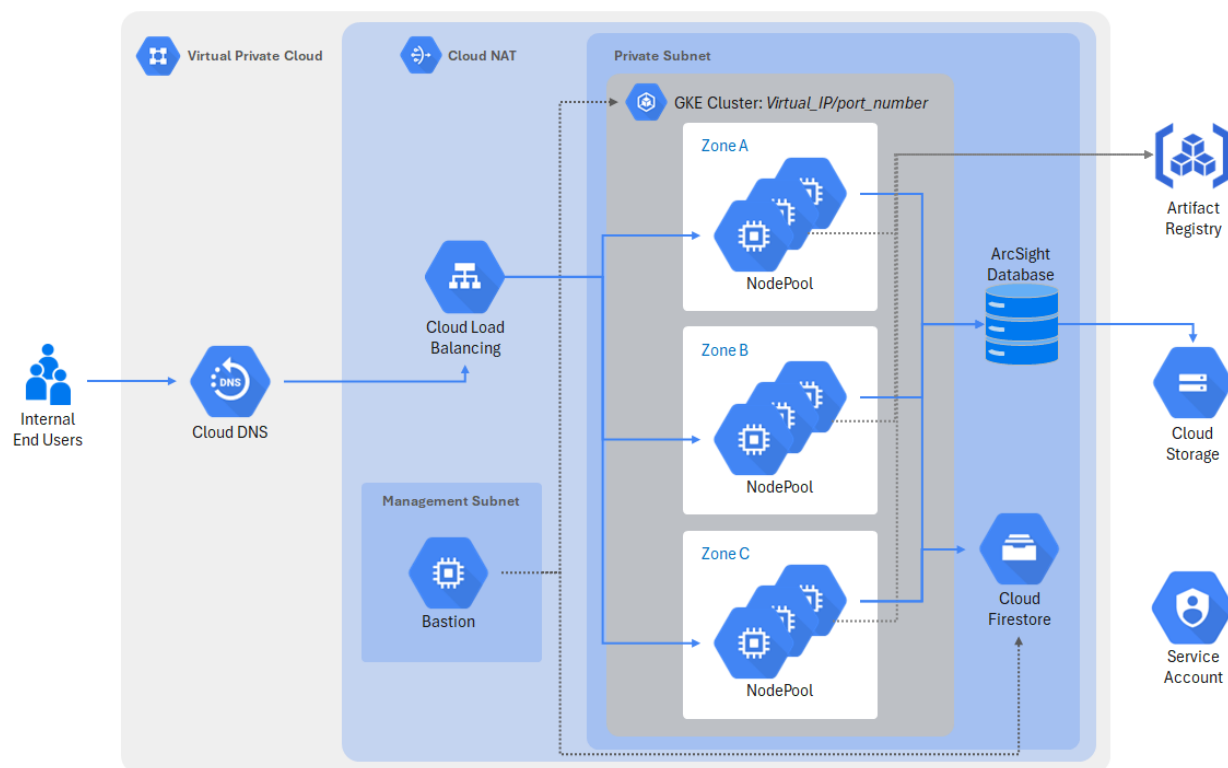 Virtual Private Cloud
Cloud NAT
Private Subnet
GKE Cluster: Virtual_IP/port_number
Zone A
NodePool
Artifact
Registry
ArcSight
Database
Cloud Load
Balancing
Zone B
NodePool
Internal
End Users
DNS
Cloud DNS
Cloud
Storage
Management Subnet
Bastion
Zone C
NodePool
Cloud
Firestore
Service
Account